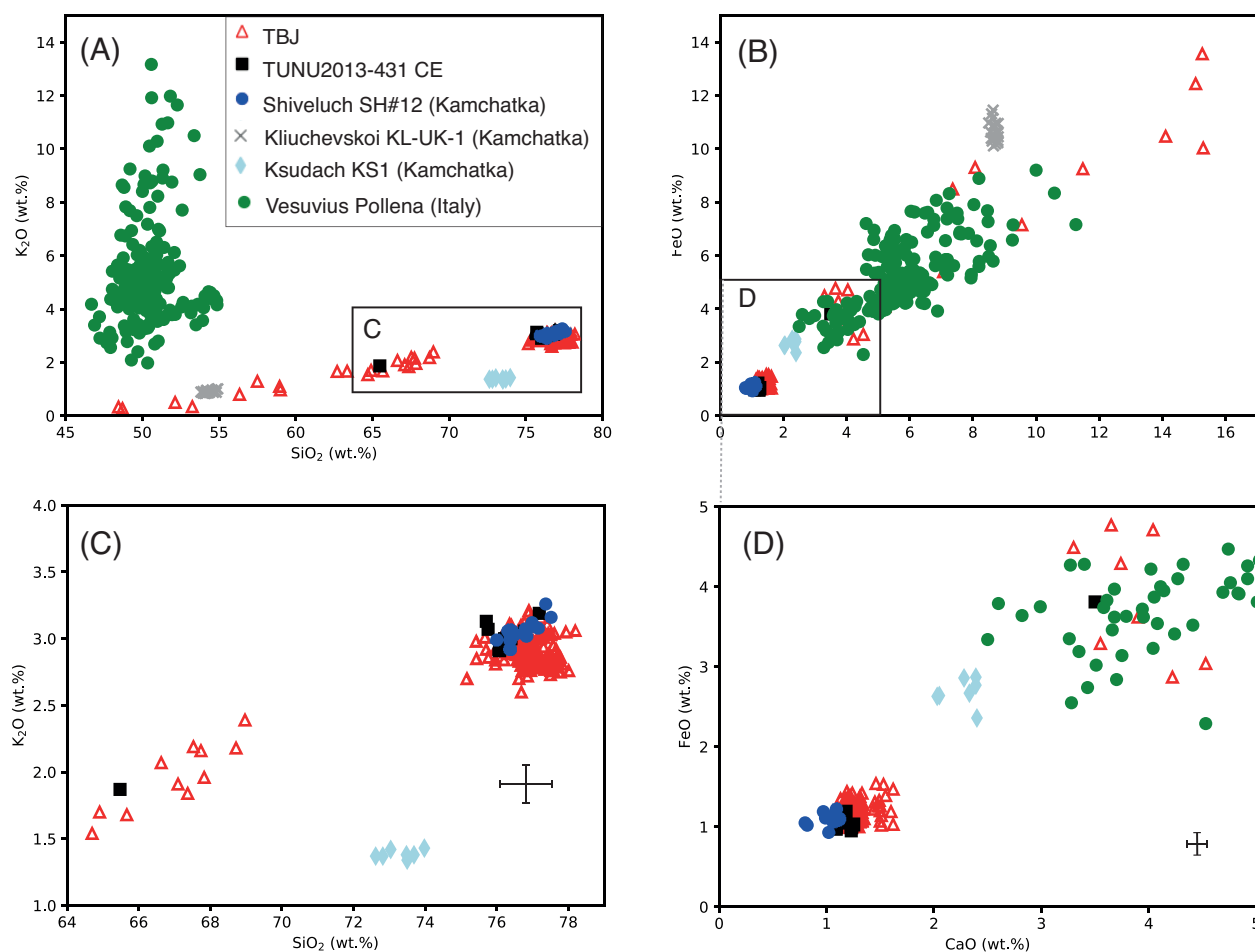 (A)
TBJ
TUNU2013-431 CE
Shiveluch SH#12 (Kamchatka)
Kliuchevskoi KL-UK-1 (Kamchatka)
Ksudach KS1 (Kamchatka)
Vesuvius Pollena (Italy)
C
14
12
10
8
6
4
2
0
K₂O (wt.%)
45 50 55 60 65 70 75 80
SiO₂ (wt.%)
(B)
D
14
12
10
8
6
4
2
0
FeO (wt.%)
0 2 4 6 8 10 12 14 16
CaO (wt.%)
(C)
4.0
3.5
3.0
2.5
2.0
1.5
1.0
K₂O (wt.%)
64 66 68 70 72 74 76 78
SiO₂ (wt.%)
(D)
5
4
3
2
1
0
FeO (wt.%)
0 1 2 3 4 5
CaO (wt.%)